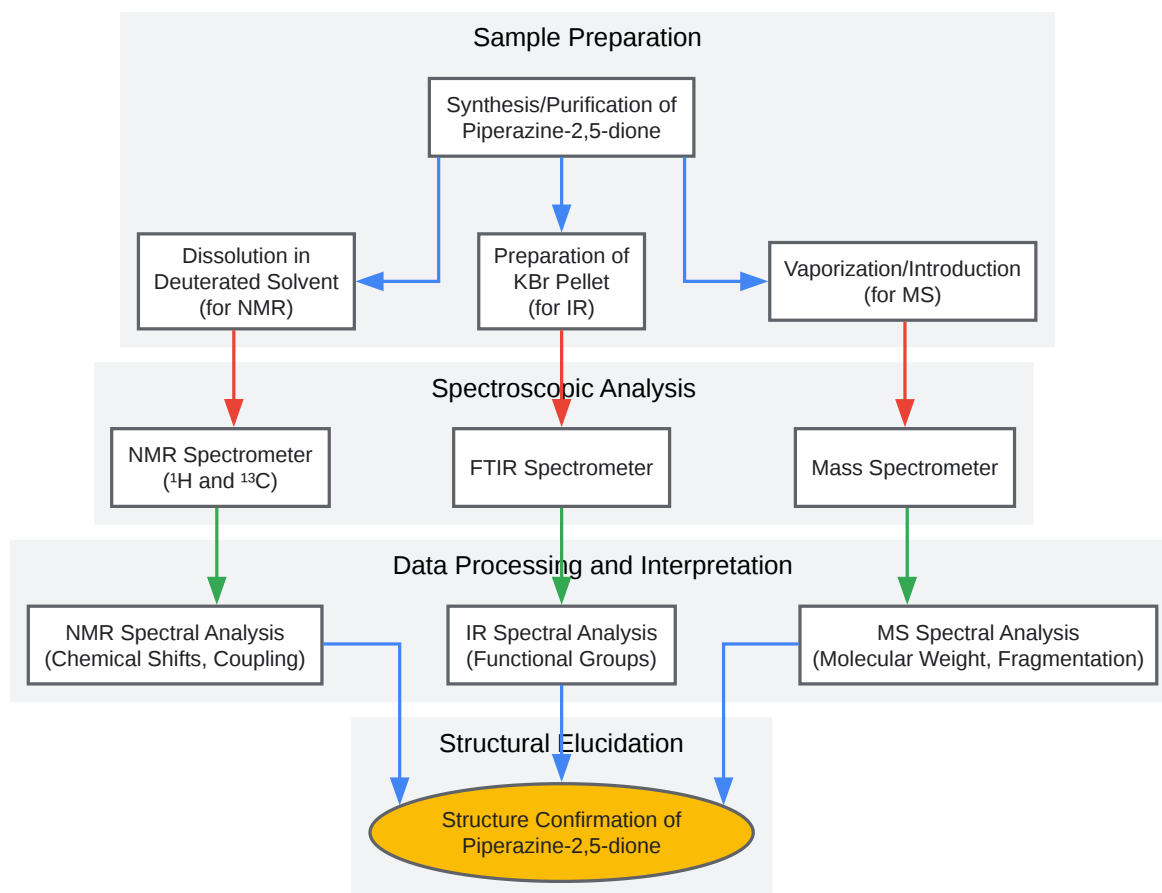 Sample Preparation
Synthesis/Purification of
Piperazine-2,5-dione
Dissolution in
Deuterated Solvent
(for NMR)
Preparation of
KBr Pellet
(for IR)
Vaporization/Introduction
(for MS)
Spectroscopic Analysis
NMR Spectrometer
(¹H and ¹³C)
FTIR Spectrometer
Mass Spectrometer
Data Processing and Interpretation
NMR Spectral Analysis
(Chemical Shifts, Coupling)
IR Spectral Analysis
(Functional Groups)
MS Spectral Analysis
(Molecular Weight, Fragmentation)
Structural Elucidation
Structure Confirmation of
Piperazine-2,5-dione